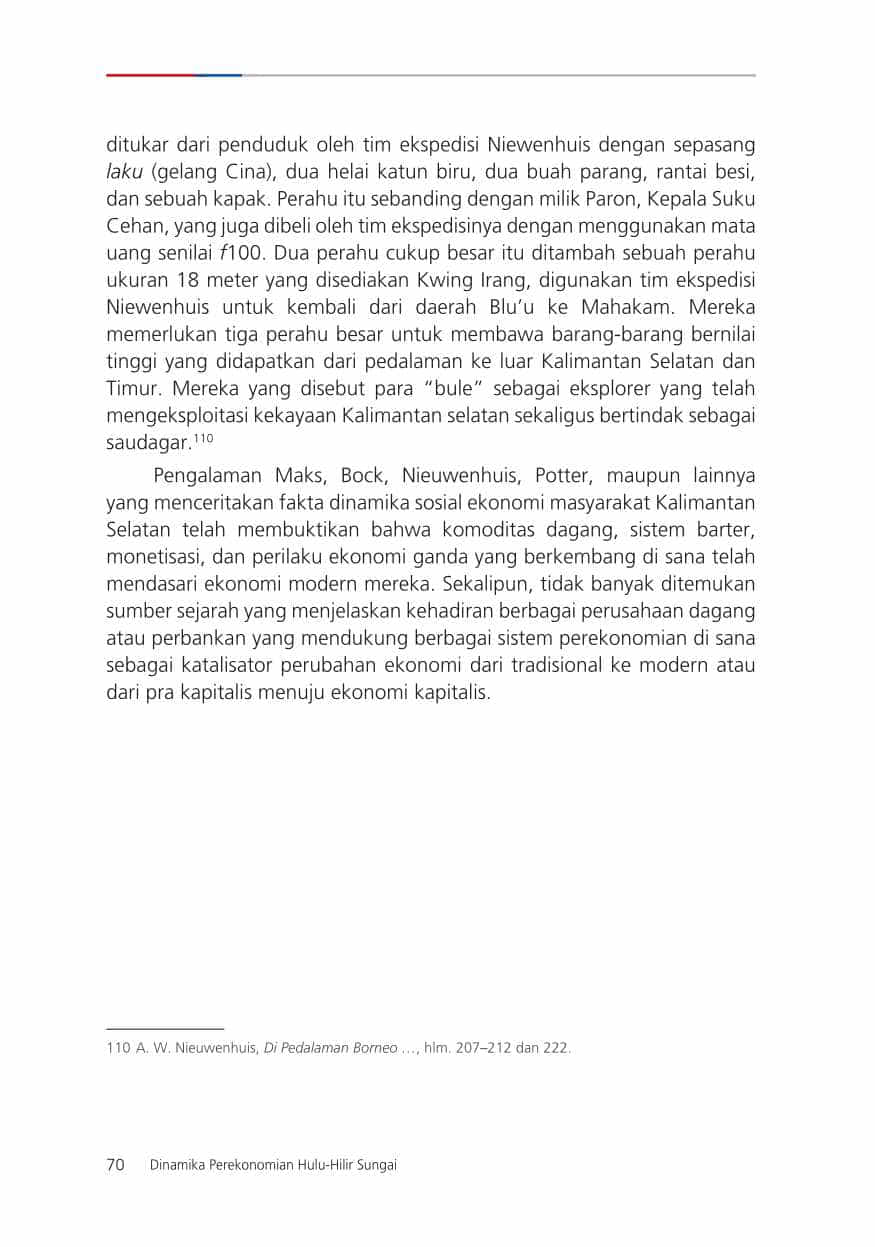 ditukar dari penduduk oleh tim ekspedisi Niewenhuis dengan sepasang
laku (gelang Cina), dua helai katun biru, dua buah parang, rantai besi,
dan sebuah kapak. Perahu itu sebanding dengan milik Paron, Kepala Suku
Cehan, yang juga dibeli oleh tim ekspedisinya dengan menggunakan mata
uang senilai f100. Dua perahu cukup besar itu ditambah sebuah perahu
ukuran 18 meter yang disediakan Kwing Irang, digunakan tim ekspedisi
Niewenhuis untuk kembali dari daerah Blu’u ke Mahakam. Mereka
memerlukan tiga perahu besar untuk membawa barang-barang bernilai
tinggi yang didapatkan dari pedalaman ke luar Kalimantan Selatan dan
Timur. Mereka yang disebut para “bule” sebagai eksplorer yang telah
mengeksploitasi kekayaan Kalimantan selatan sekaligus bertindak sebagai
saudagar.110
Pengalaman Maks, Bock, Nieuwenhuis, Potter, maupun lainnya
yang menceritakan fakta dinamika sosial ekonomi masyarakat Kalimantan
Selatan telah membuktikan bahwa komoditas dagang, sistem barter,
monetisasi, dan perilaku ekonomi ganda yang berkembang di sana telah
mendasari ekonomi modern mereka. Sekalipun, tidak banyak ditemukan
sumber sejarah yang menjelaskan kehadiran berbagai perusahaan dagang
atau perbankan yang mendukung berbagai sistem perekonomian di sana
sebagai katalisator perubahan ekonomi dari tradisional ke modern atau
dari pra kapitalis menuju ekonomi kapitalis.
110 A. W. Nieuwenhuis, Di Pedalaman Borneo …, hlm. 207–212 dan 222.
70 Dinamika Perekonomian Hulu-Hilir Sungai